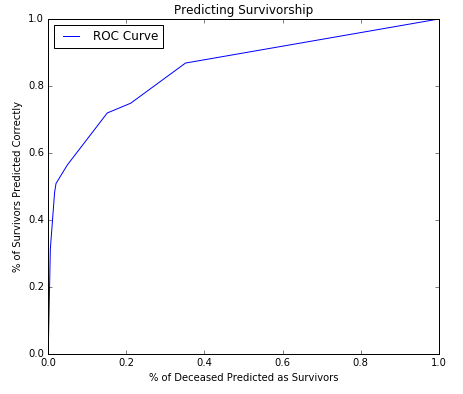 Predicting Survivorship
ROC Curve
% of Survivors Predicted Correctly
1.0
0.8
0.6
0.4
0.2
0.0
0.0 0.2 0.4 0.6 0.8 1.0
% of Deceased Predicted as Survivors